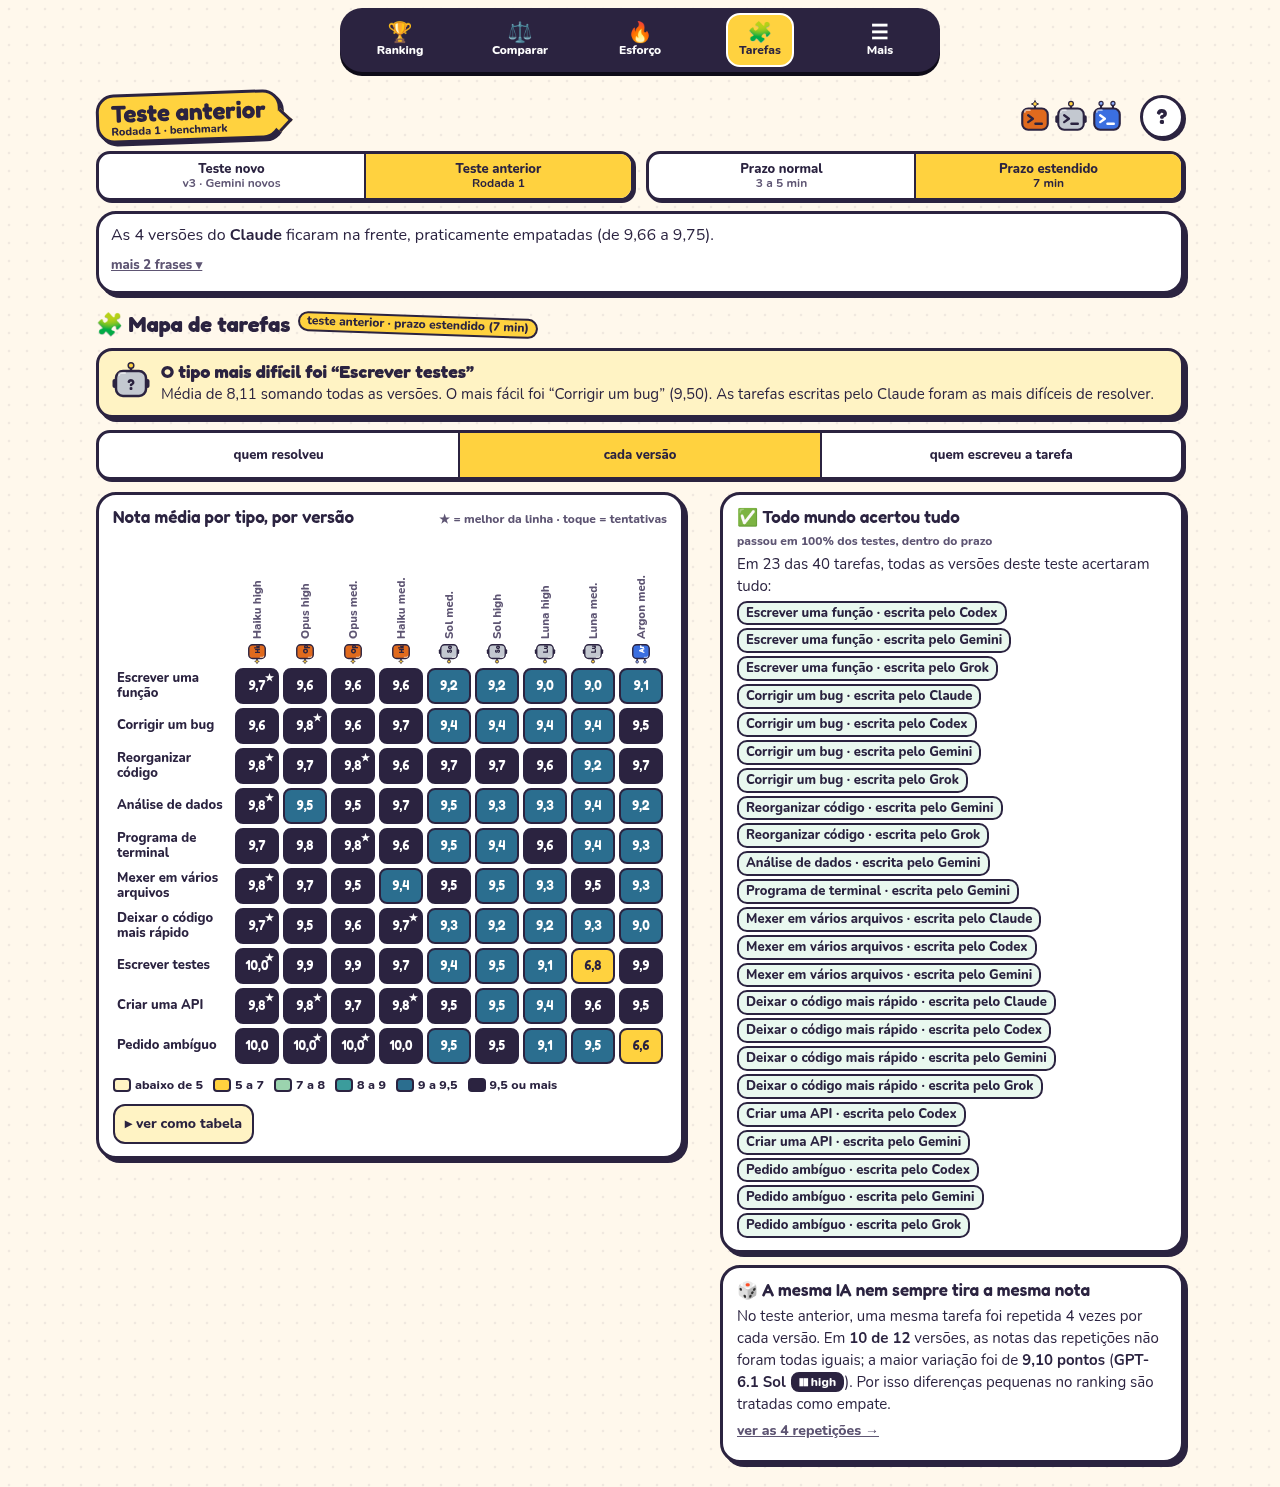 Ranking
Comparar
Esforço
Tarefas
Mais
Teste anterior
Rodada 1 · benchmark
?
Teste novo
v3 · Gemini novos
Teste anterior
Rodada 1
Prazo normal
3 a 5 min
Prazo estendido
7 min
As 4 versões do Claude ficaram na frente, praticamente empatadas (de 9,66 a 9,75).
mais 2 frases ▾
Mapa de tarefas
teste anterior · prazo estendido (7 min)
O tipo mais difícil foi “Escrever testes”
Média de 8,11 somando todas as versões. O mais fácil foi “Corrigir um bug” (9,50). As tarefas escritas pelo Claude foram as mais difíceis de resolver.
quem resolveu
cada versão
quem escreveu a tarefa
Nota média por tipo, por versão
★ = melhor da linha · toque = tentativas
Haiku high
Opus high
Opus med.
Haiku med.
Sol med.
Sol high
Luna high
Luna med.
Argon med.
Escrever uma função 9,7★ 9,6 9,6 9,6 9,2 9,2 9,0 9,0 9,1
Corrigir um bug 9,6 9,8★ 9,6 9,7 9,4 9,4 9,4 9,4 9,5
Reorganizar código 9,8★ 9,7 9,8★ 9,6 9,7 9,7 9,6 9,2 9,7
Análise de dados 9,8★ 9,5 9,5 9,7 9,5 9,3 9,3 9,4 9,2
Programa de terminal 9,7 9,8 9,8★ 9,6 9,5 9,4 9,6 9,4 9,3
Mexer em vários arquivos 9,8★ 9,7 9,5 9,4 9,5 9,5 9,3 9,5 9,3
Deixar o código mais rápido 9,7★ 9,5 9,6 9,7★ 9,3 9,2 9,2 9,3 9,0
Escrever testes 10,0★ 9,9 9,9 9,7 9,4 9,5 9,1 6,8 9,9
Criar uma API 9,8★ 9,8★ 9,7 9,8★ 9,5 9,5 9,4 9,6 9,5
Pedido ambíguo 10,0 10,0★ 10,0★ 10,0 9,5 9,5 9,1 9,5 6,6
abaixo de 5
5 a 7
7 a 8
8 a 9
9 a 9,5
9,5 ou mais
▸ ver como tabela
✅ Todo mundo acertou tudo
passou em 100% dos testes, dentro do prazo
Em 23 das 40 tarefas, todas as versões deste teste acertaram
tudo:
Escrever uma função · escrita pelo Codex
Escrever uma função · escrita pelo Gemini
Escrever uma função · escrita pelo Grok
Corrigir um bug · escrita pelo Claude
Corrigir um bug · escrita pelo Codex
Corrigir um bug · escrita pelo Gemini
Corrigir um bug · escrita pelo Grok
Reorganizar código · escrita pelo Gemini
Reorganizar código · escrita pelo Grok
Análise de dados · escrita pelo Gemini
Programa de terminal · escrita pelo Gemini
Mexer em vários arquivos · escrita pelo Claude
Mexer em vários arquivos · escrita pelo Codex
Mexer em vários arquivos · escrita pelo Gemini
Deixar o código mais rápido · escrita pelo Claude
Deixar o código mais rápido · escrita pelo Codex
Deixar o código mais rápido · escrita pelo Gemini
Deixar o código mais rápido · escrita pelo Grok
Criar uma API · escrita pelo Codex
Criar uma API · escrita pelo Gemini
Pedido ambíguo · escrita pelo Codex
Pedido ambíguo · escrita pelo Gemini
Pedido ambíguo · escrita pelo Grok
A mesma IA nem sempre tira a mesma nota
No teste anterior, uma mesma tarefa foi repetida 4 vezes por
cada versão. Em 10 de 12 versões, as notas das repetições não
foram todas iguais; a maior variação foi de 9,10 pontos (GPT-
6.1 Sol high). Por isso diferenças pequenas no ranking são
tratadas como empate.
ver as 4 repetições →